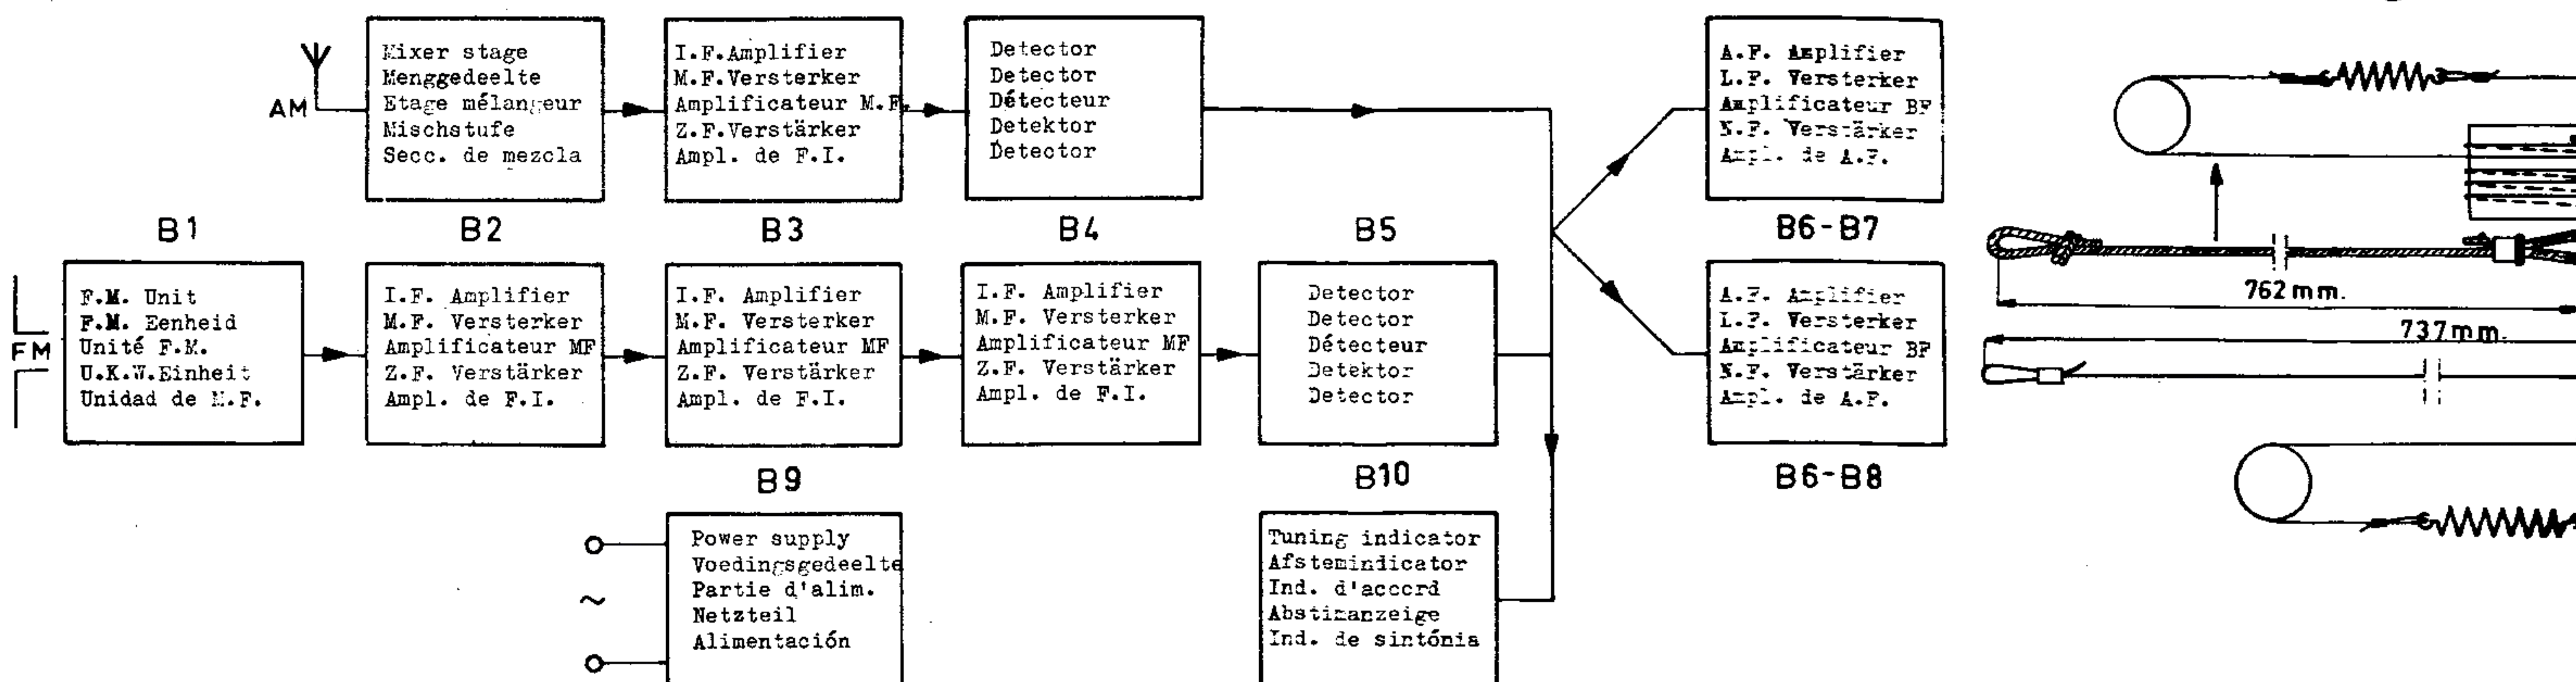 AM
Mixer stage
Menggedeelte
Etage mélangeur
Mischstufe
Secc. de mezcla
I.F.Amplifier
M.F.Versterker
Amplificateur M.F.
Z.F.Verstärker
Ampl. de F.I.
Detector
Detector
Détecteur
Detektor
Detector
A.F. Amplifier
L.F. Versterker
Amplificateur BF
N.F. Verstärker
Ampl. de A.F.
B1
B2
B3
B4
B5
B6-B7
FM
F.M. Unit
F.M. Eenheid
Unité F.M.
U.K.W.Einheit
Unidad de M.F.
I.F. Amplifier
M.F. Versterker
Amplificateur MF
Z.F. Verstärker
Ampl. de F.I.
I.F. Amplifier
M.F. Versterker
Amplificateur MF
Z.F. Verstärker
Ampl. de F.I.
I.F. Amplifier
M.F. Versterker
Amplificateur MF
Z.F. Verstärker
Ampl. de F.I.
Detector
Detector
Détecteur
Detektor
Detector
A.F. Amplifier
L.F. Versterker
Amplificateur BF
N.F. Verstärker
Ampl. de A.F.
762 mm.
737 mm.
B9
B10
B6-B8
Power supply
Voedingsgedeelte
Partie d'alim.
Netzteil
Alimentación
~
Tuning indicator
Afstemindicator
Ind. d'accord
Abstimanzeige
Ind. de sintónia